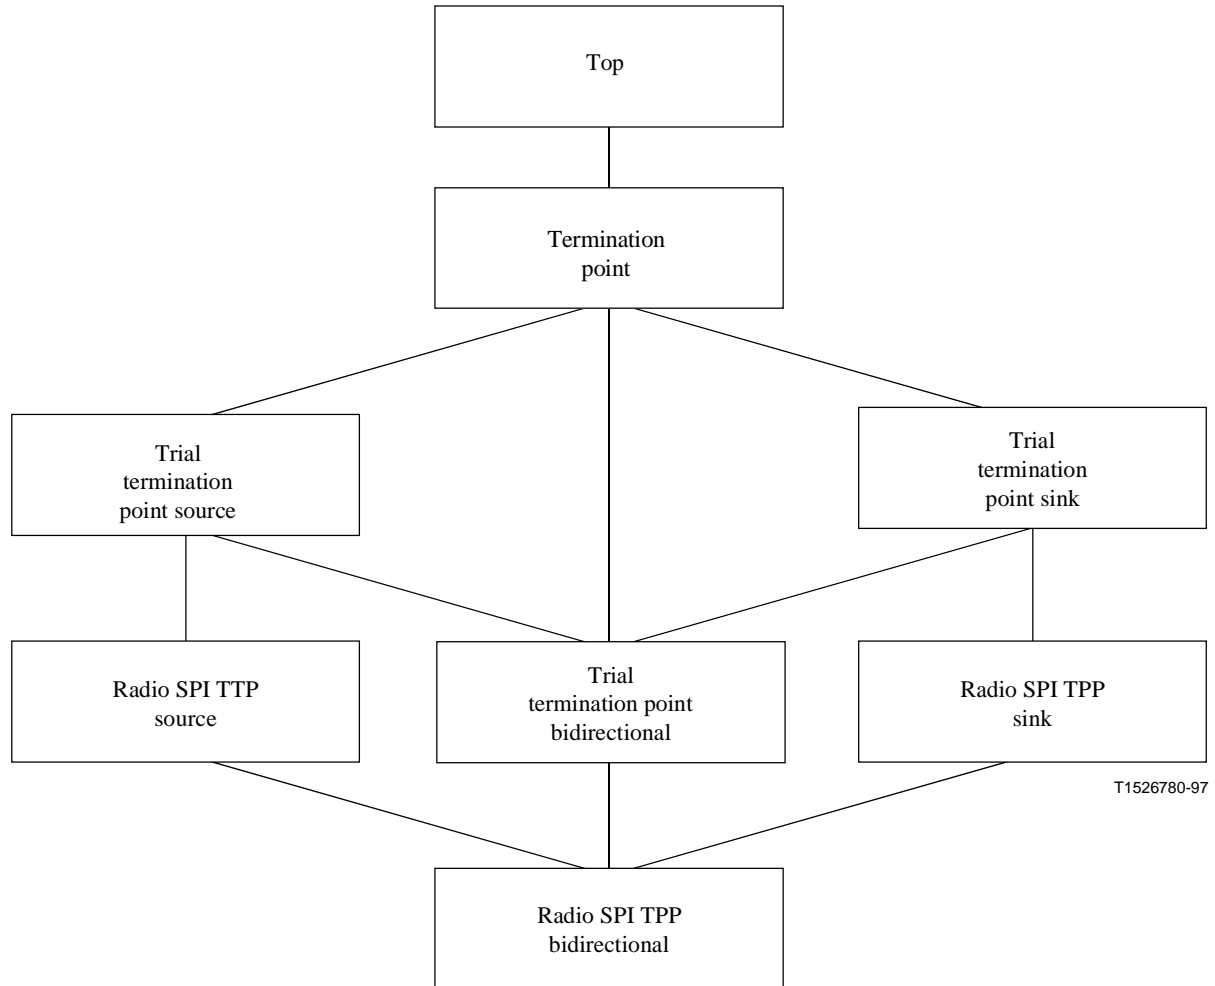 Top
Termination
point
Trial
termination
point source
Trial
termination
point sink
Radio SPI TTP
source
Trial
termination point
bidirectional
Radio SPI TPP
sink
T1526780-97
Radio SPI TPP
bidirectional